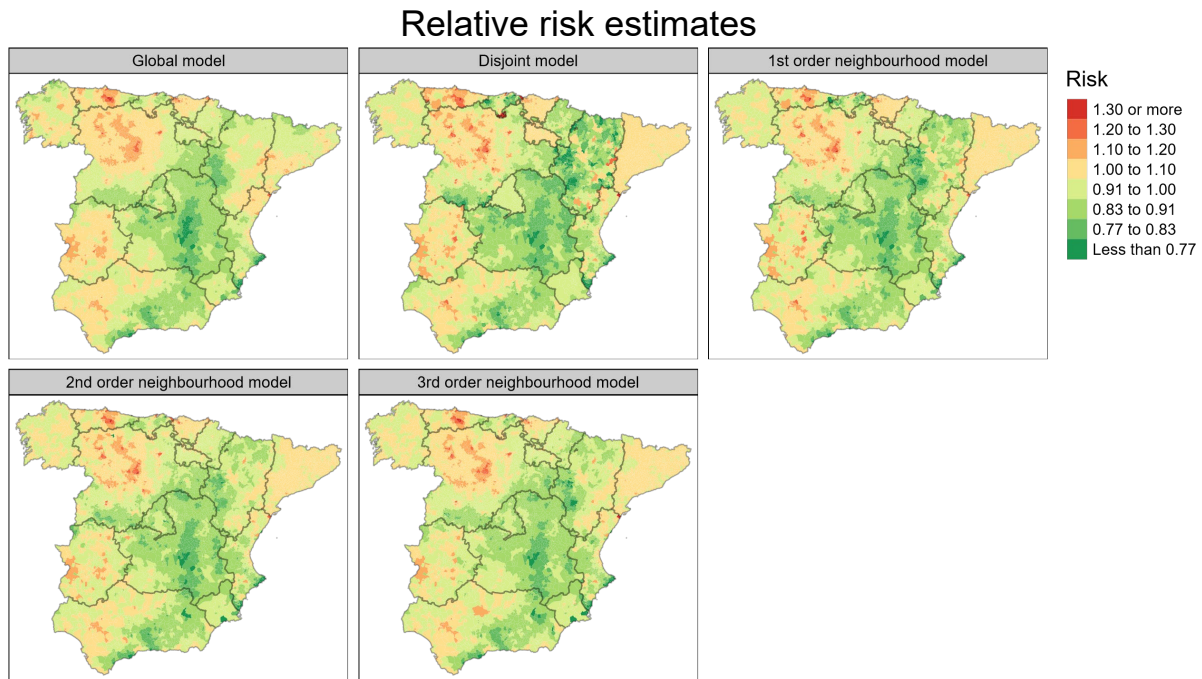 Relative risk estimates
Global model
Disjoint model
1st order neighbourhood model
Risk
1.30 or more
1.20 to 1.30
1.10 to 1.20
1.00 to 1.10
0.91 to 1.00
0.83 to 0.91
0.77 to 0.83
Less than 0.77
2nd order neighbourhood model
3rd order neighbourhood model